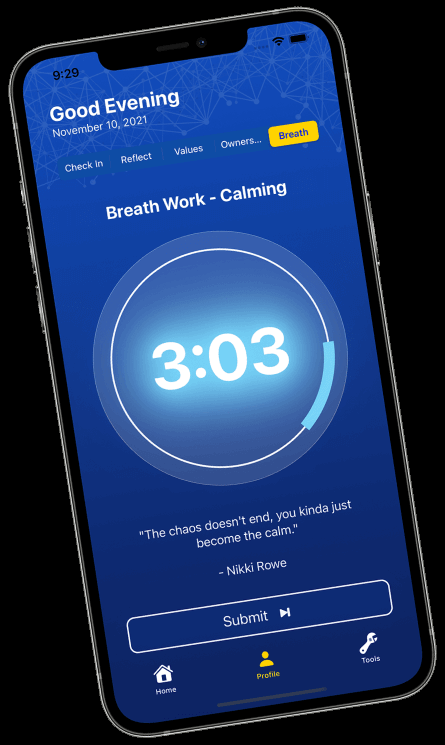 9:29
Good Evening
November 10, 2021
Check In Reflect Values Owners... Breath
Breath Work - Calming
3:03
"The chaos doesn't end, you kinda just
become the calm."
- Nikki Rowe
Submit
Home Profile Tools